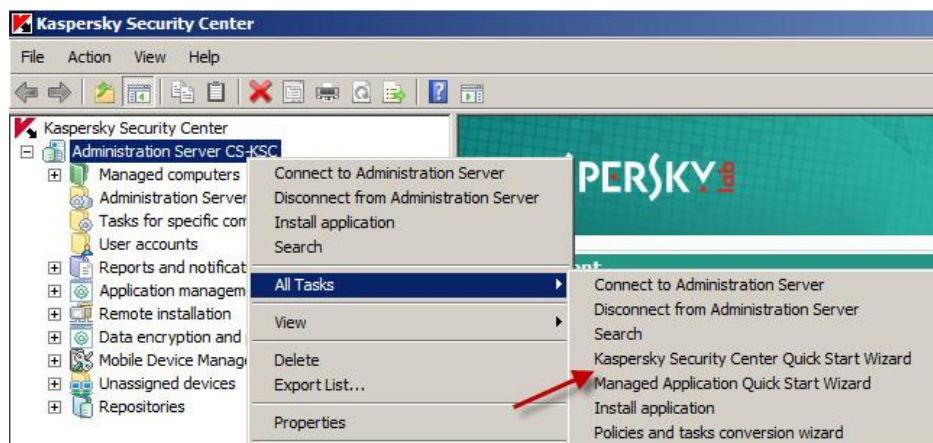 Kaspersky Security Center
File Action View Help
Kaspersky Security Center
Administration Server CS-KSC
Managed computers
Administration Server
Tasks for specific com
User accounts
Reports and notificat
Application managem
Remote installation
Data encryption and
Mobile Device Manage
Unassigned devices
Repositories
Connect to Administration Server
Disconnect from Administration Server
Install application
Search
All Tasks
View
Delete
Export List...
Properties
PERSKY lab
Connect to Administration Server
Disconnect from Administration Server
Search
Kaspersky Security Center Quick Start Wizard
Managed Application Quick Start Wizard
Install application
Policies and tasks conversion wizard